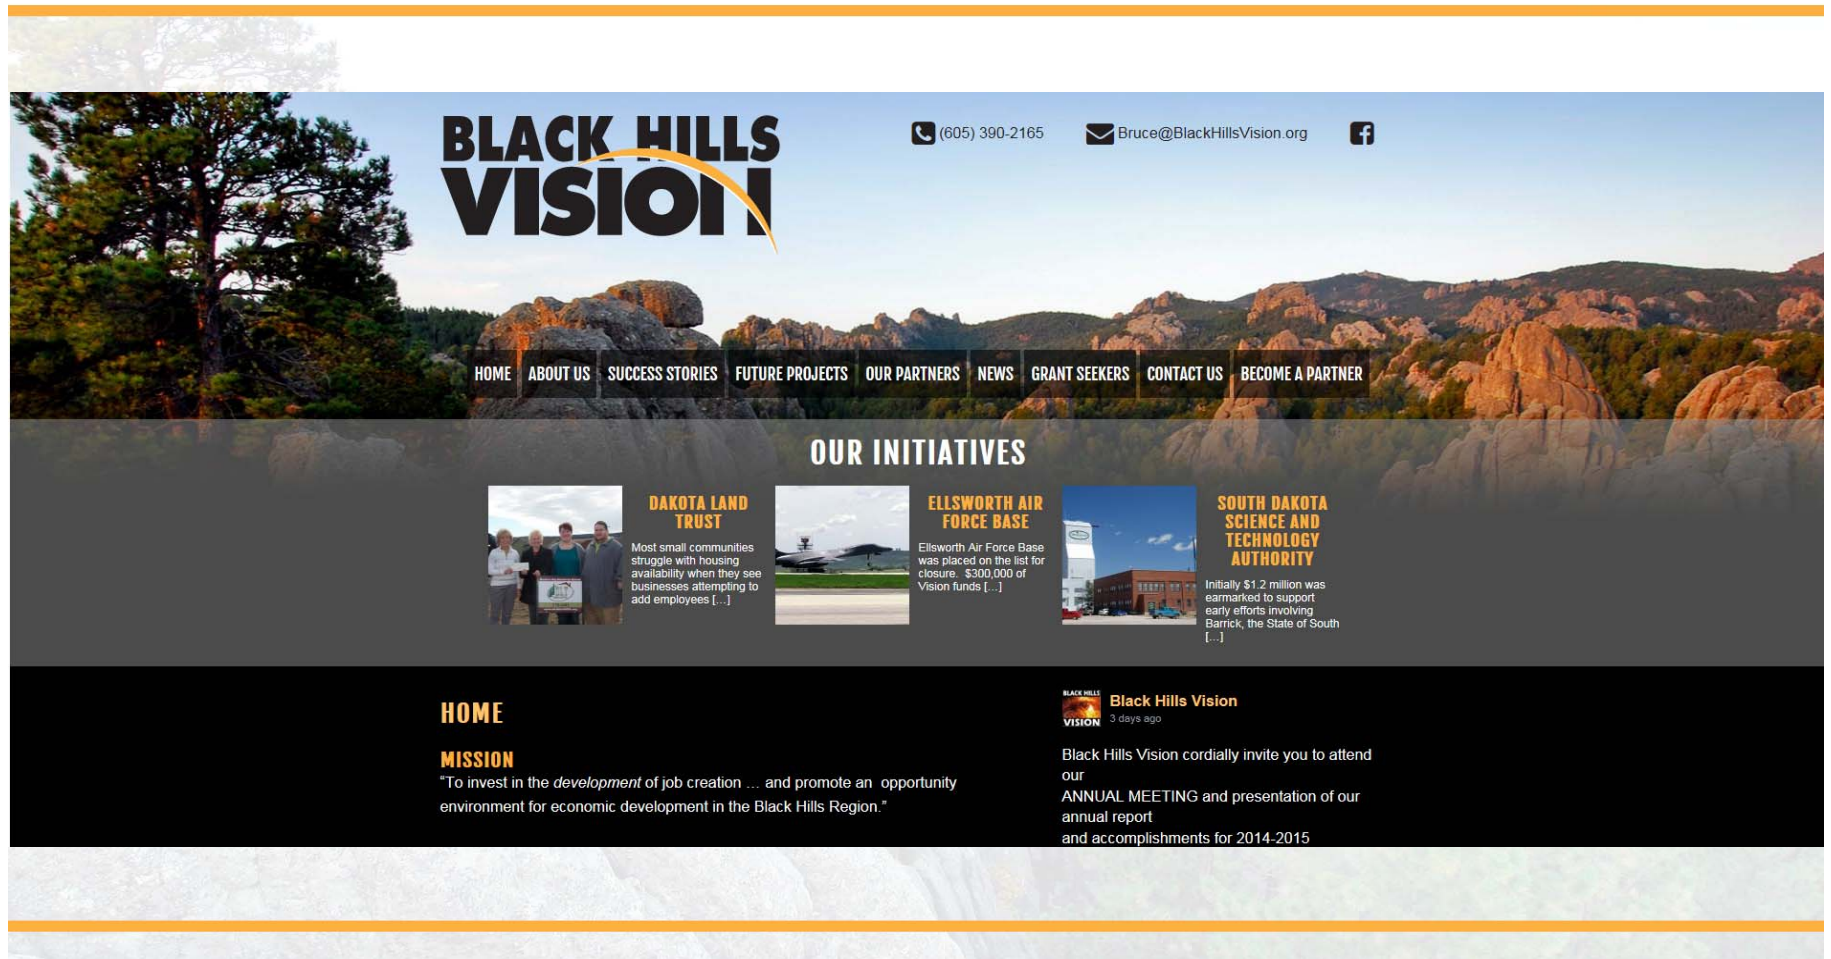 BLACK HILLS
VISION
(605) 390-2165
Bruce@BlackHillsVision.org
HOME
ABOUT US
SUCCESS STORIES
FUTURE PROJECTS
OUR PARTNERS
NEWS
GRANT SEEKERS
CONTACT US
BECOME A PARTNER
OUR INITIATIVES
DAKOTA LAND
TRUST
Most small communities
struggle with housing
availability when they see
businesses attempting to
add employees […]
ELLSWORTH AIR
FORCE BASE
Ellsworth Air Force Base
was placed on the list for
closure.  $300,000 of
Vision funds […]
SOUTH DAKOTA
SCIENCE AND
TECHNOLOGY
AUTHORITY
Initially $1.2 million was
earmarked to support
early efforts involving
Barrick, the State of South
[…]
HOME
MISSION
“To invest in the development of job creation … and promote an  opportunity
environment for economic development in the Black Hills Region.”
BLACK HILLS
VISION
Black Hills Vision
3 days ago
Black Hills Vision cordially invite you to attend
our
ANNUAL MEETING and presentation of our
annual report
and accomplishments for 2014-2015